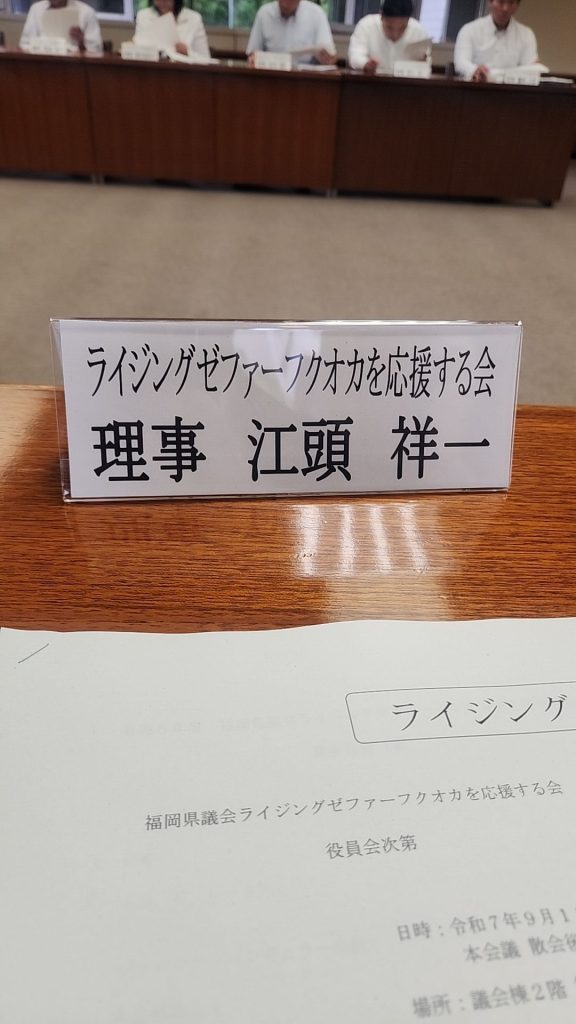 ライジングゼファーフクオカを応援する会
理事 江頭 祥一
ライジング
福岡県議会ライジングゼファーフクオカを応援する会
役員会次第
日時：令和7年9月1
本会議 散会
場所：議会棟2階